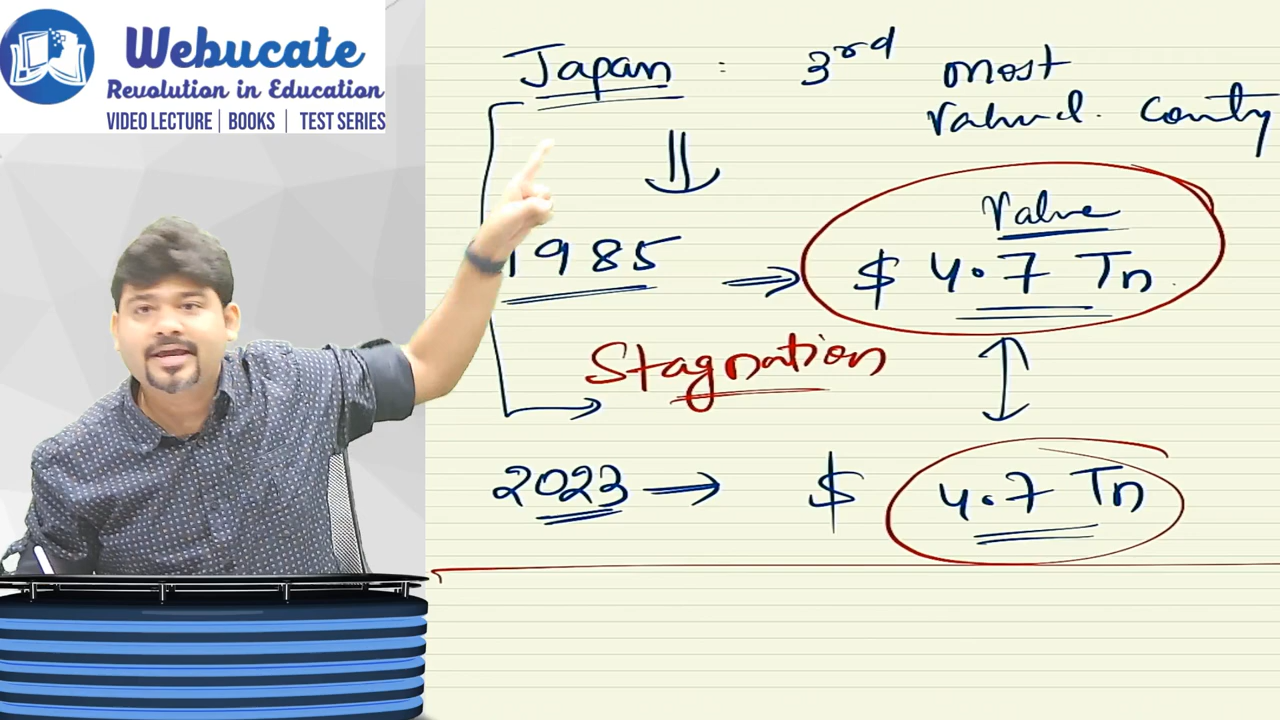 Webucate
Revolution in Education
VIDEO LECTURE | BOOKS | TEST SERIES
Japan : 3rd most
Valued. County
1985 → Value
$ 4.7 Tn
Stagnation
2023 → $ 4.7 Tn